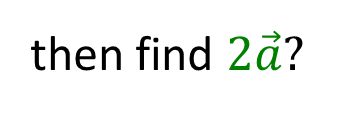 then find 2a⃗?